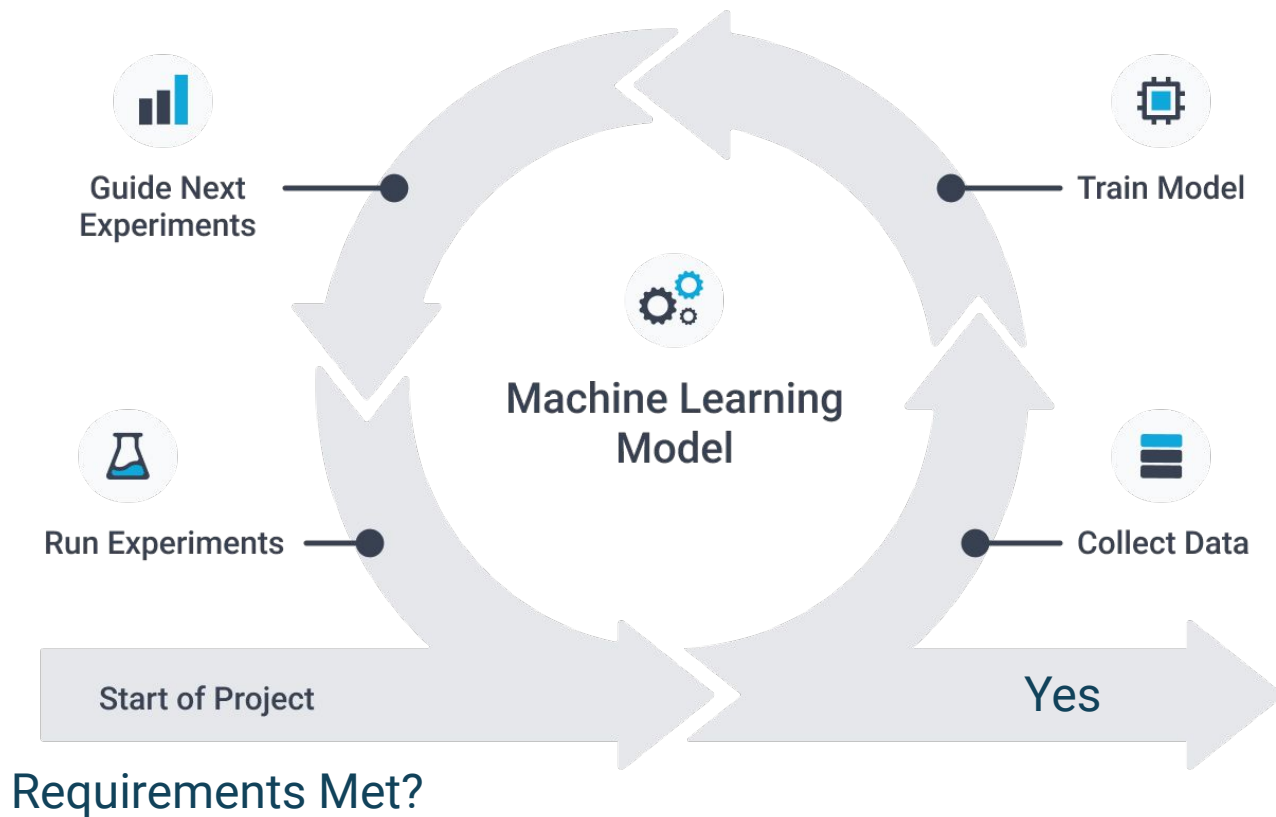 Guide Next
Experiments
Train Model
Machine Learning
Model
Run Experiments
Collect Data
Start of Project
Yes
Requirements Met?